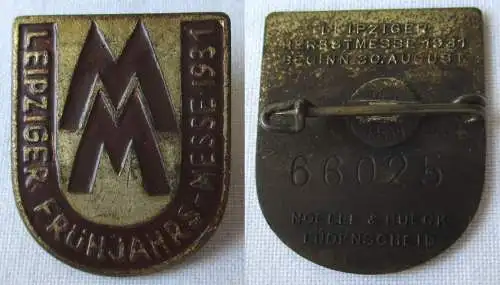 MM
LEIPZIGER FRÜHJAHRS-MESSE 1931
LEIPZIGER
HERBSTMESSE 1931
BEGINN 30. AUGUST
66025
NOELLE & HUECK
LÜDENSCHEID